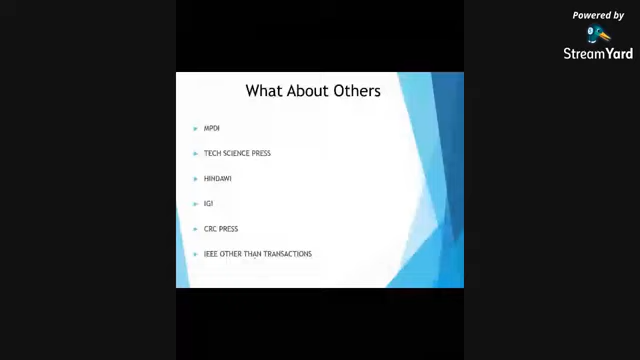 Powered by
StreamYard
What About Others
MPDI
TECH SCIENCE PRESS
HINDAWI
IGI
CRC PRESS
IEEE OTHER THAN TRANSACTIONS